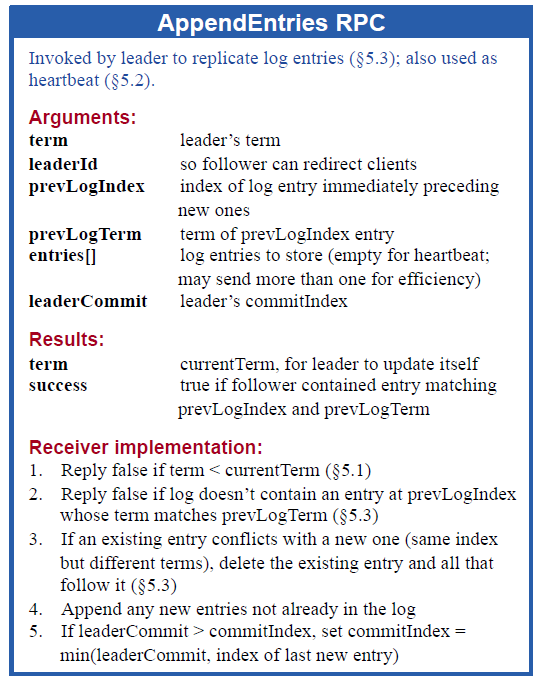 AppendEntries RPC
Invoked by leader to replicate log entries (§5.3); also used as
heartbeat (§5.2).
Arguments:
term leader's term
leaderId so follower can redirect clients
prevLogIndex index of log entry immediately preceding
new ones
prevLogTerm term of prevLogIndex entry
entries[] log entries to store (empty for heartbeat;
may send more than one for efficiency)
leaderCommit leader's commitIndex
Results:
term currentTerm, for leader to update itself
success true if follower contained entry matching
prevLogIndex and prevLogTerm
Receiver implementation:
1. Reply false if term < currentTerm (§5.1)
2. Reply false if log doesn't contain an entry at prevLogIndex
whose term matches prevLogTerm (§5.3)
3. If an existing entry conflicts with a new one (same index
but different terms), delete the existing entry and all that
follow it (§5.3)
4. Append any new entries not already in the log
5. If leaderCommit > commitIndex, set commitIndex =
min(leaderCommit, index of last new entry)